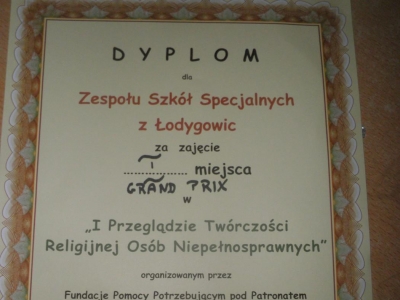 DYPLOM
dla
Zespołu Szkół Specjalnych
z Łodygowic
za zajęcie
I
.................. miejsca
GRAND PRIX
w
„I Przeglądzie Twórczości
Religijnej Osób Niepełnosprawnych”
organizowanym przez
Fundację Pomocy Potrzebującym pod Patronatem